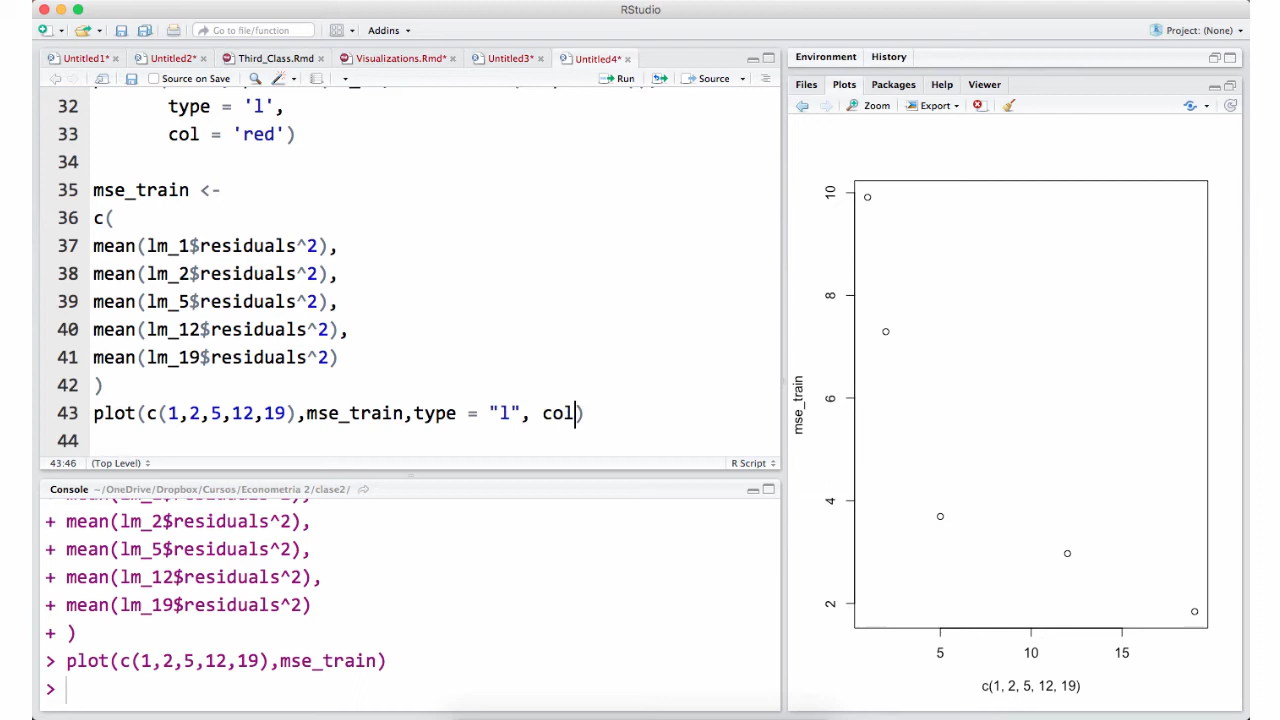 RStudio
Go to file/function
Addins
Project: (None)
Untitled1* Untitled2* Third_Class.Rmd Visualizations.Rmd* Untitled3* Untitled4*
Source on Save
Run
Source
32 type = 'l',
33 col = 'red')
34
35 mse_train <-
36 c(
37 mean(lm_1$residuals^2),
38 mean(lm_2$residuals^2),
39 mean(lm_5$residuals^2),
40 mean(lm_12$residuals^2),
41 mean(lm_19$residuals^2)
42 )
43 plot(c(1,2,5,12,19),mse_train,type = "l", col)
44
43:46 (Top Level) R Script
Console ~/OneDrive/Dropbox/Cursos/Econometria 2/clase2/
+ mean(lm_2$residuals^2),
+ mean(lm_5$residuals^2),
+ mean(lm_12$residuals^2),
+ mean(lm_19$residuals^2)
+ )
> plot(c(1,2,5,12,19),mse_train)
>
Environment History
Files Plots Packages Help Viewer
Zoom Export
10
8
6
4
2
mse_train
5 10 15
c(1, 2, 5, 12, 19)